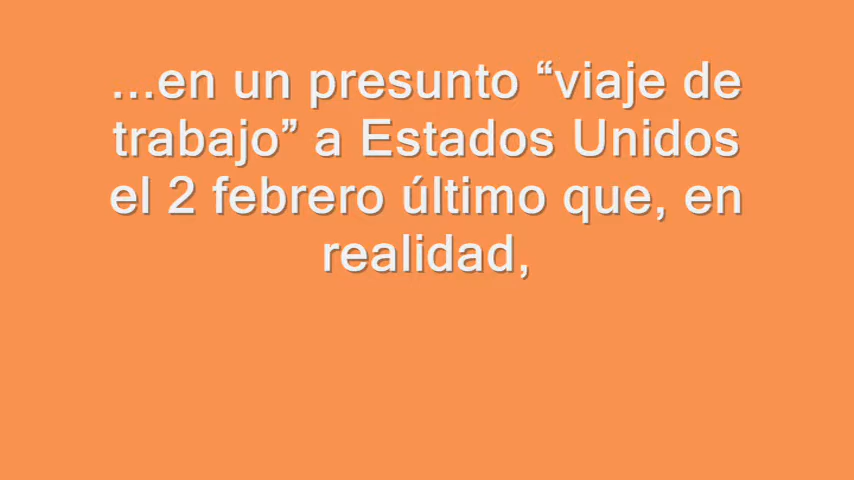 ...en un presunto “viaje de
trabajo” a Estados Unidos
el 2 febrero último que, en
realidad,